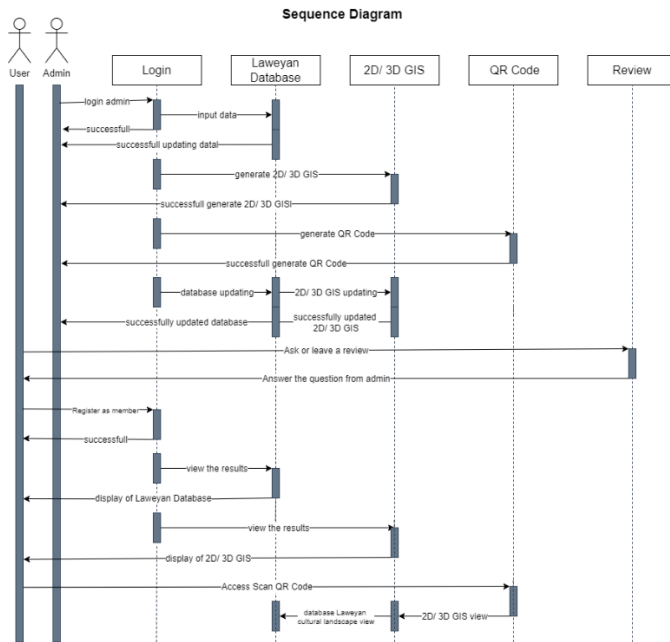 Sequence Diagram
User
Admin
Login
Laweyan
Database
2D/ 3D GIS
QR Code
Review
login admin
input data
successfull
successfull updating datal
generate 2D/ 3D GIS
successfull generate 2D/ 3D GISI
generate QR Code
successfull generate QR Code
database updating
2D/ 3D GIS updating
successfully updated database
successfully updated
2D/ 3D GIS
Ask or leave a review
Answer the question from admin
Register as member
successfull
view the results
display of Laweyan Database
view the results
display of 2D/ 3D GIS
Access Scan QR Code
database Laweyan
cultural landscape view
2D/ 3D GIS view